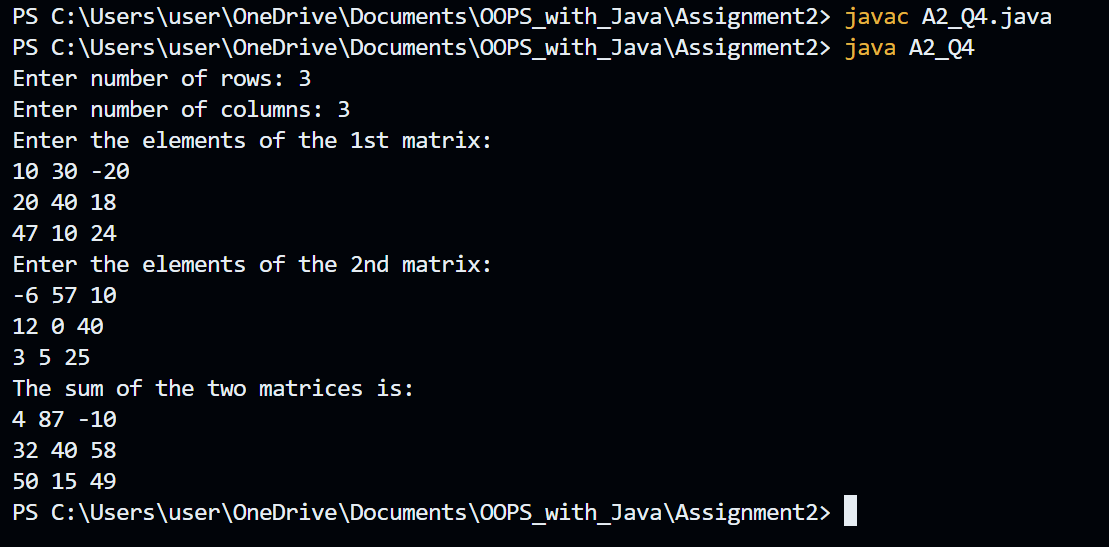 PS C:\Users\user\OneDrive\Documents\OOPS_with_Java\Assignment2> javac A2_Q4.java
PS C:\Users\user\OneDrive\Documents\OOPS_with_Java\Assignment2> java A2_Q4
Enter number of rows: 3
Enter number of columns: 3
Enter the elements of the 1st matrix:
10 30 -20
20 40 18
47 10 24
Enter the elements of the 2nd matrix:
-6 57 10
12 0 40
3 5 25
The sum of the two matrices is:
4 87 -10
32 40 58
50 15 49
PS C:\Users\user\OneDrive\Documents\OOPS_with_Java\Assignment2>